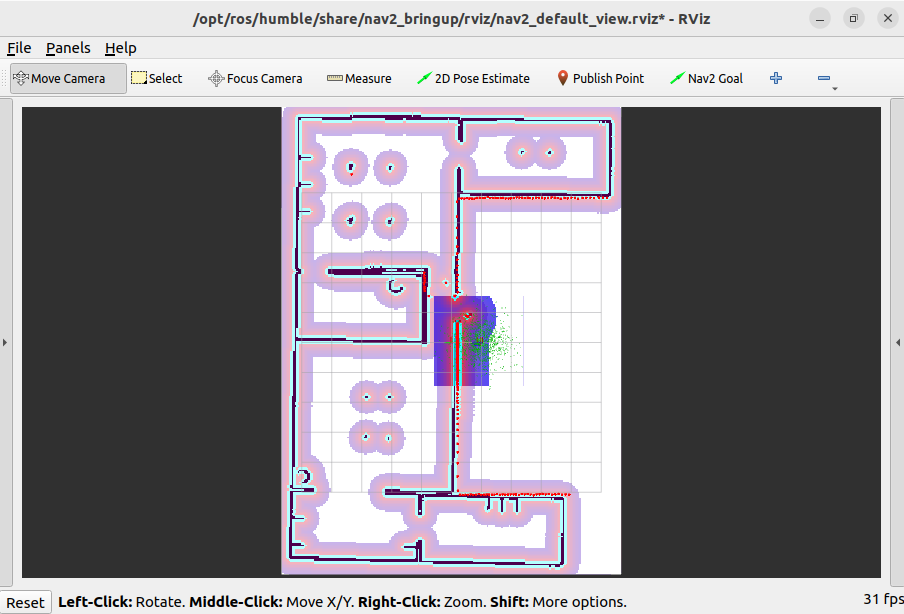 /opt/ros/humble/share/nav2_bringup/rviz/nav2_default_view.rviz* - RViz
File Panels Help
Move Camera Select Focus Camera Measure 2D Pose Estimate Publish Point Nav2 Goal
Reset Left-Click: Rotate. Middle-Click: Move X/Y. Right-Click: Zoom. Shift: More options. 31 fps